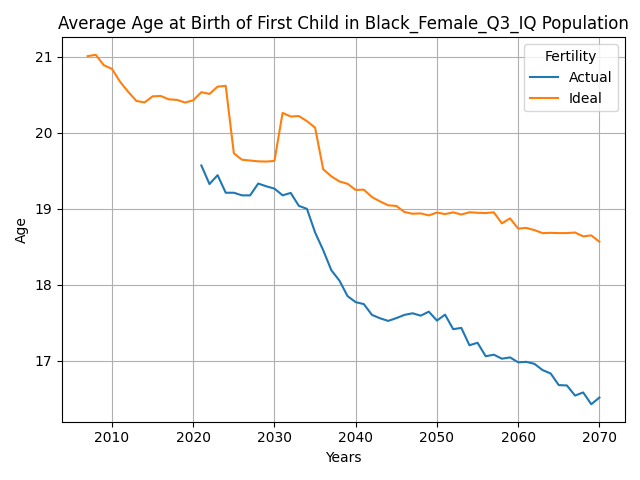 Average Age at Birth of First Child in Black_Female_Q3_IQ Population
Fertility
Actual
Ideal
21
20
19
18
17
Age
2010
2020
2030
2040
2050
2060
2070
Years